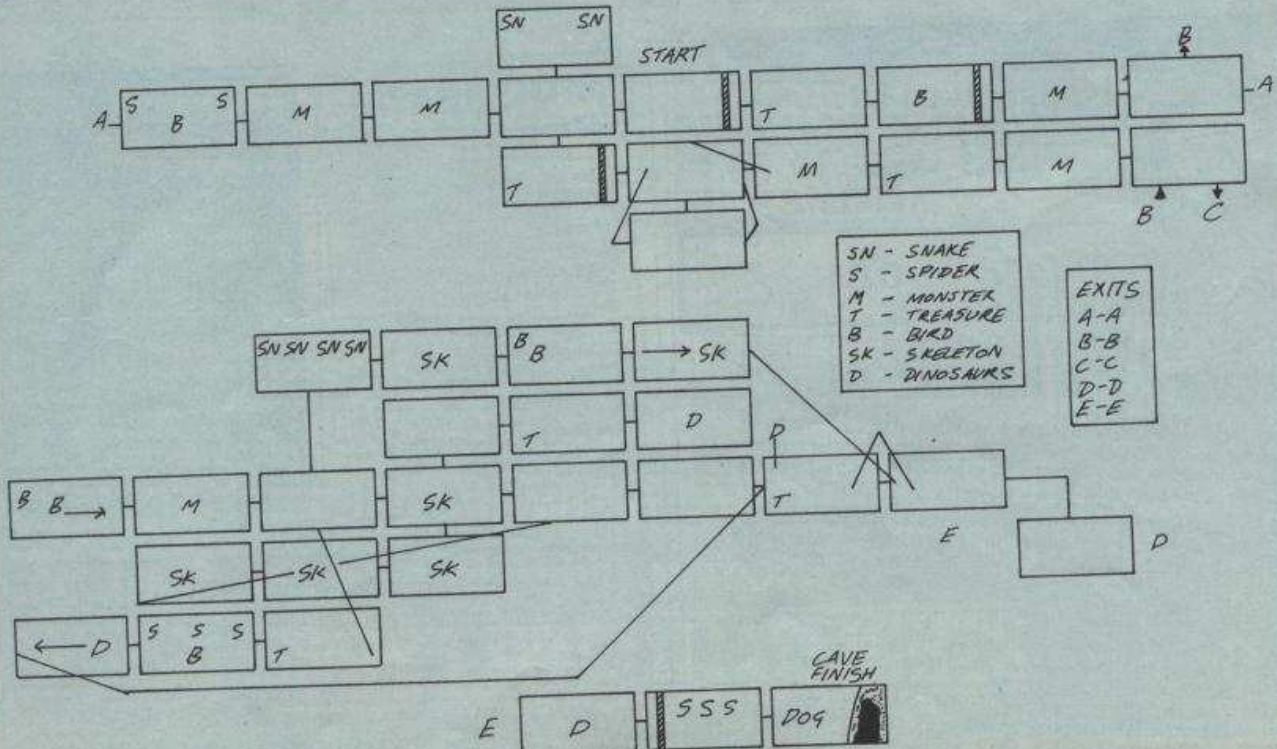 SN SN
START
B
A S B S M M B M A
T
T M T M
B C
SN - SNAKE
S - SPIDER
M - MONSTER
T - TREASURE
B - BIRD
SK - SKELETON
D - DINOSAURS
EXITS
A-A
B-B
C-C
D-D
E-E
SN SN SN SN SK B B → SK
T D
D
B B → M SK T
E D
SK SK SK
← D S S S B T
CAVE
FINISH
E D S S S DOG